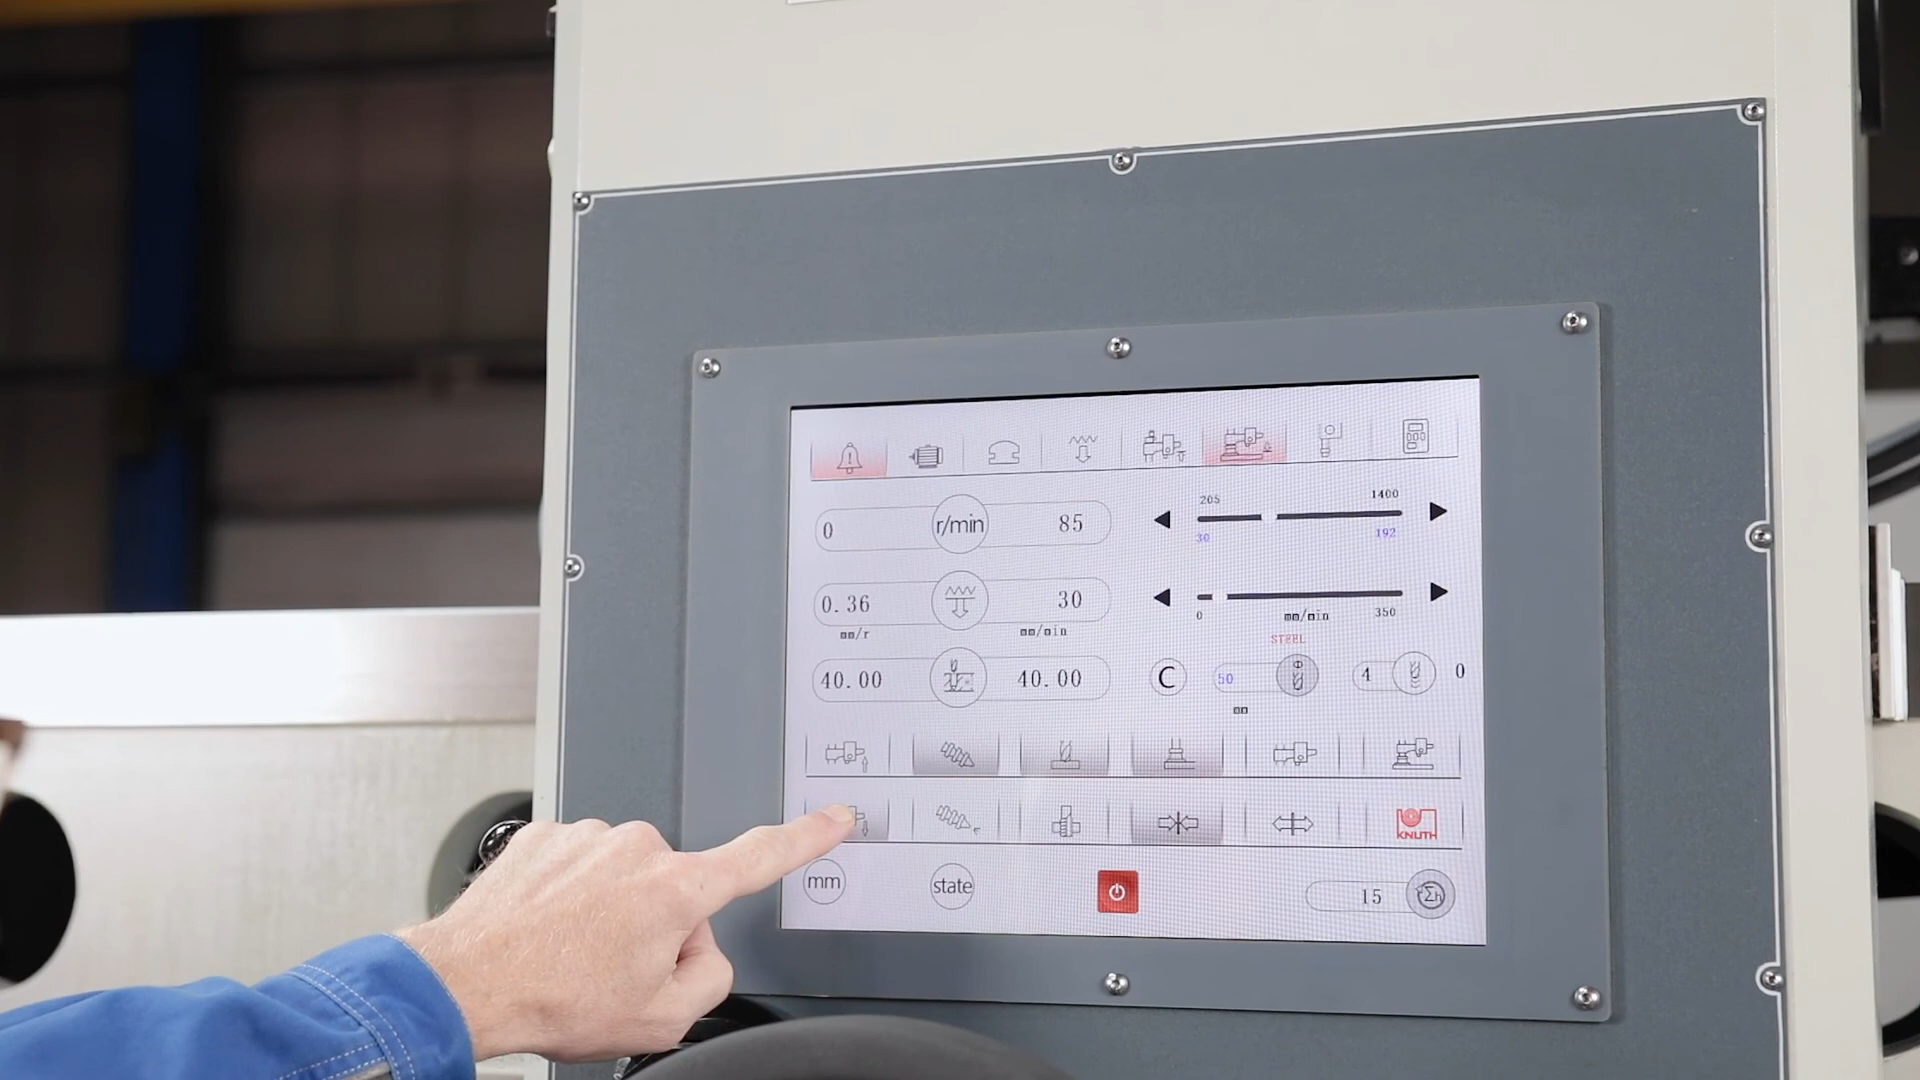 205 1400
0 r/min 85
30 192
0.36 30
0 mm/min 350
mm/r mm/min
STEEL
40.00 40.00 C 50 4 0
mm
KNUTH
mm state 15 Σh